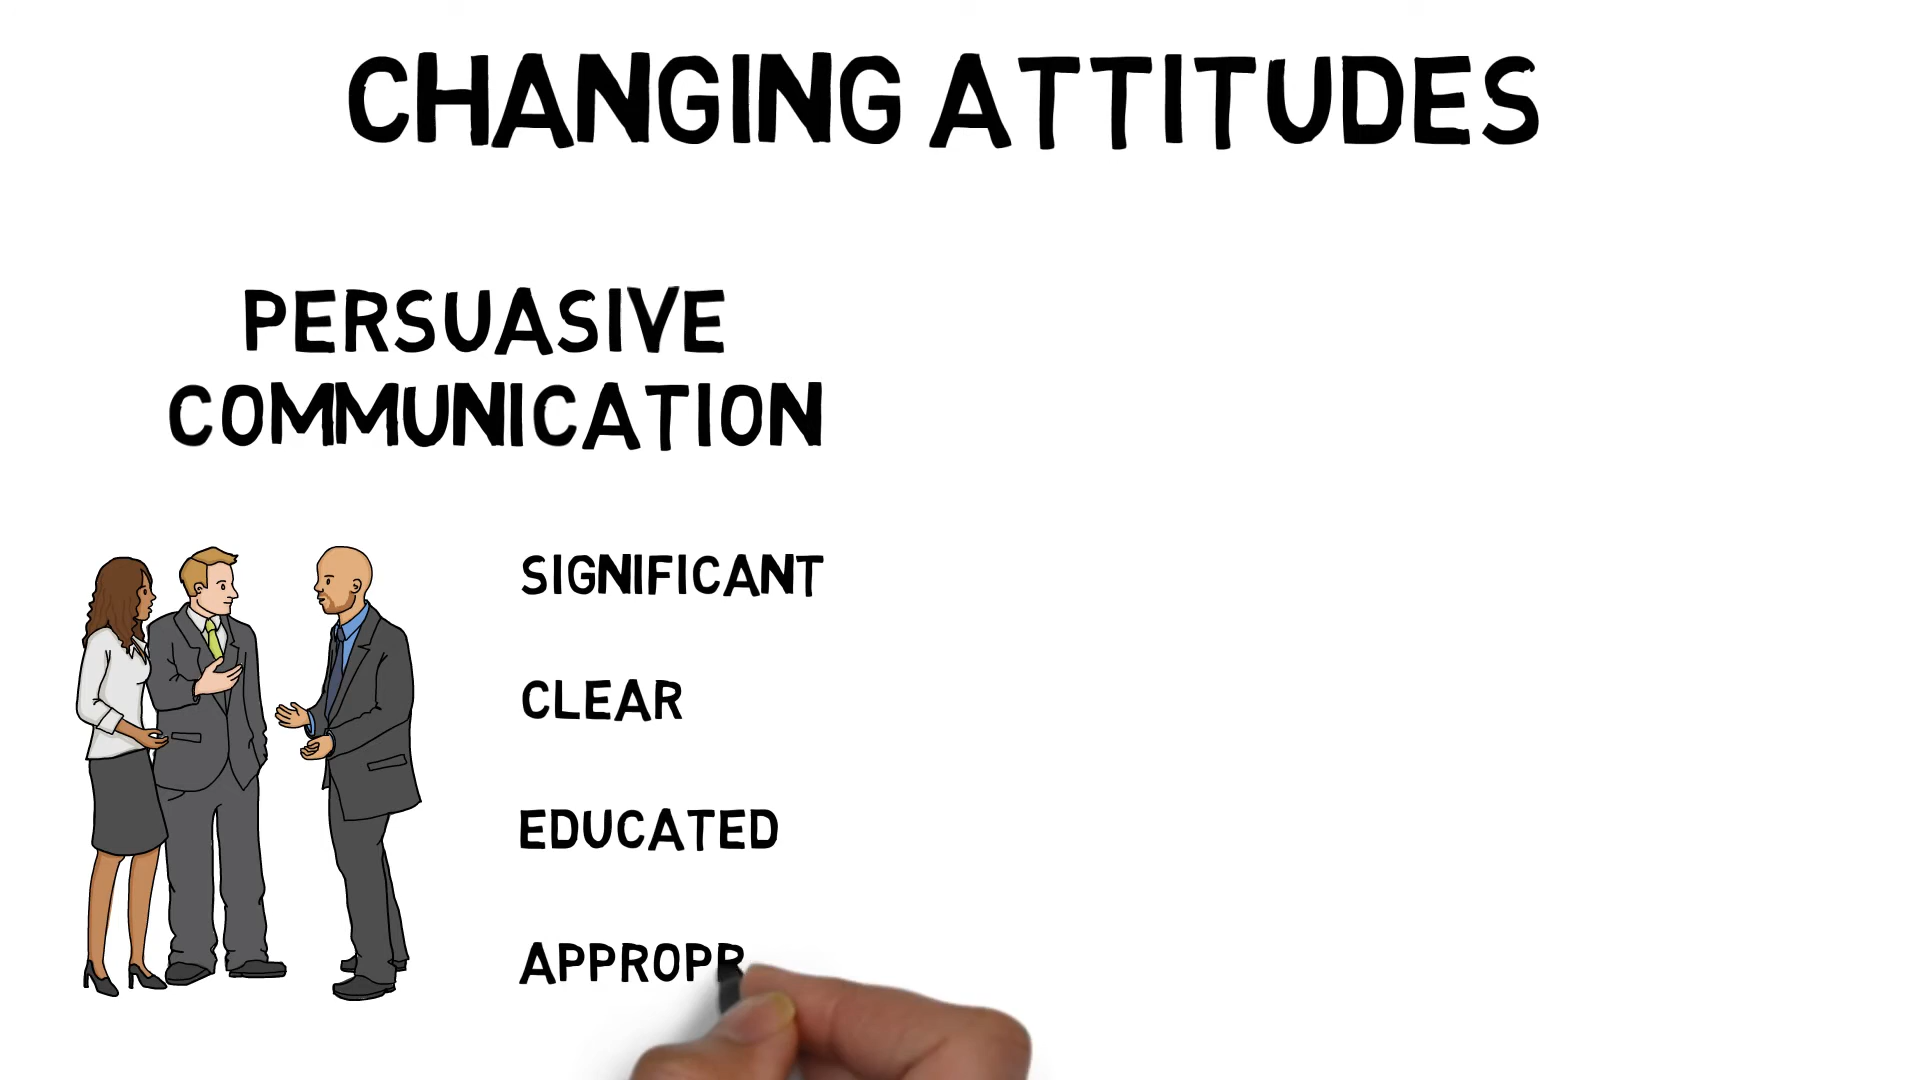 CHANGING ATTITUDES
PERSUASIVE
COMMUNICATION
SIGNIFICANT
CLEAR
EDUCATED
APPROPR